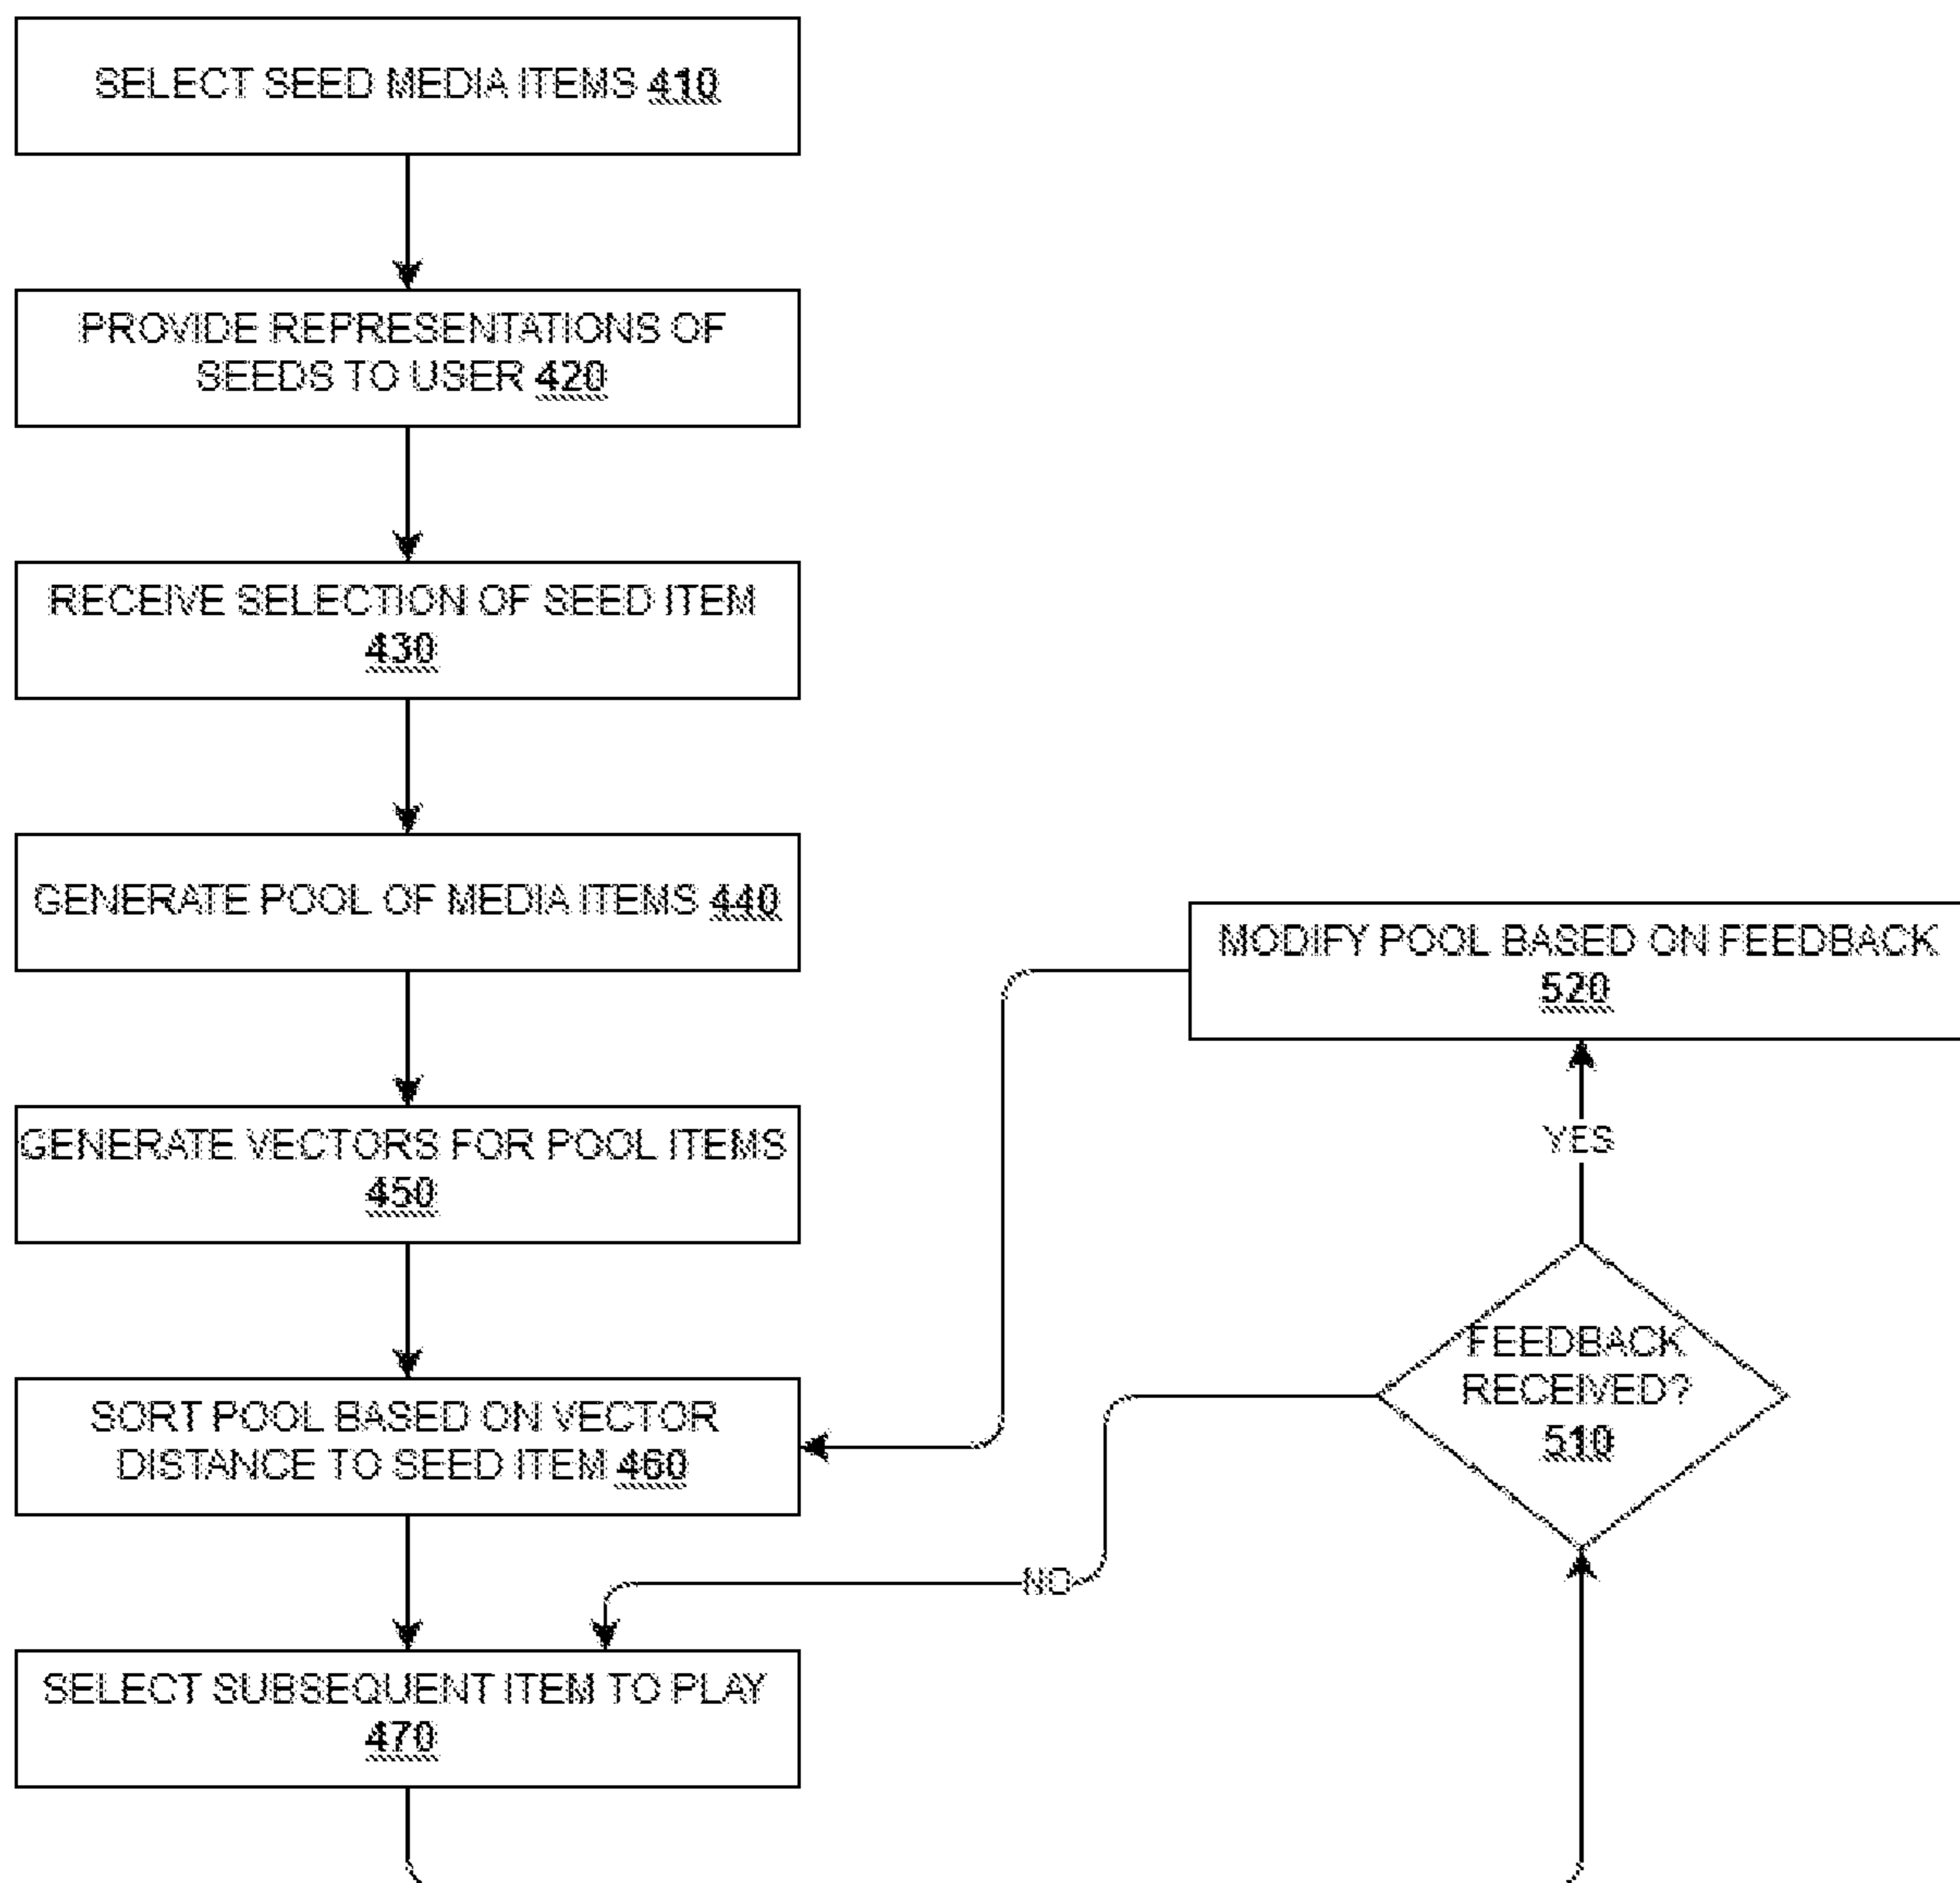 SELECT SEED MEDIA ITEMS 410
PROVIDE REPRESENTATIONS OF
SEEDS TO USER 420
RECEIVE SELECTION OF SEED ITEM
430
GENERATE POOL OF MEDIA ITEMS 440
MODIFY POOL BASED ON FEEDBACK
520
GENERATE VECTORS FOR POOL ITEMS
450
YES
FEEDBACK
RECEIVED?
510
SORT POOL BASED ON VECTOR
DISTANCE TO SEED ITEM 460
NO
SELECT SUBSEQUENT ITEM TO PLAY
470